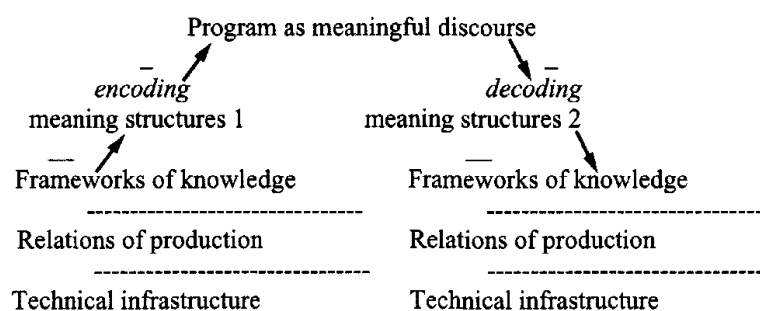 Program as meaningful discourse
encoding
meaning structures 1
decoding
meaning structures 2
Frameworks of knowledge
Relations of production
Technical infrastructure
Frameworks of knowledge
Relations of production
Technical infrastructure